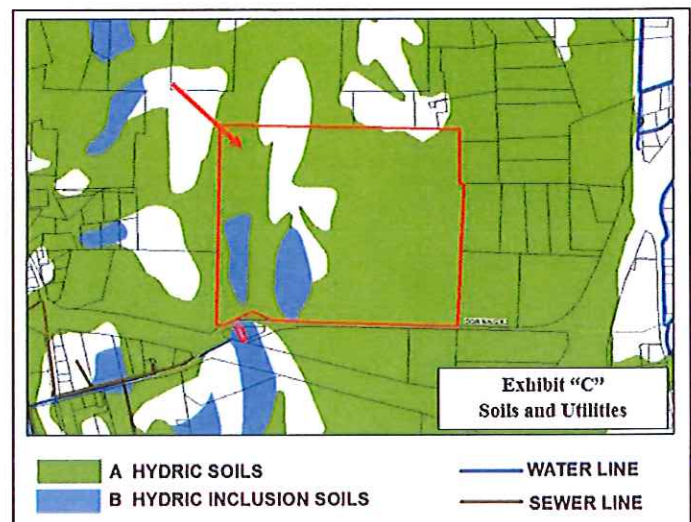 Exhibit “C”
Soils and Utilities
A HYDRIC SOILS
WATER LINE
B HYDRIC INCLUSION SOILS
SEWER LINE